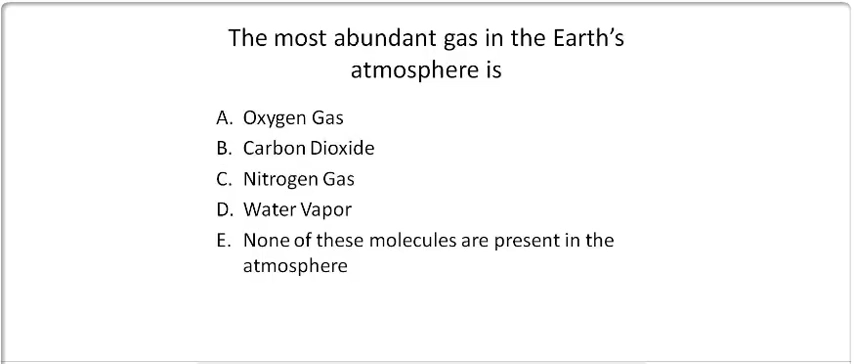 The most abundant gas in the Earth’s
atmosphere is
A. Oxygen Gas
B. Carbon Dioxide
C. Nitrogen Gas
D. Water Vapor
E. None of these molecules are present in the
atmosphere